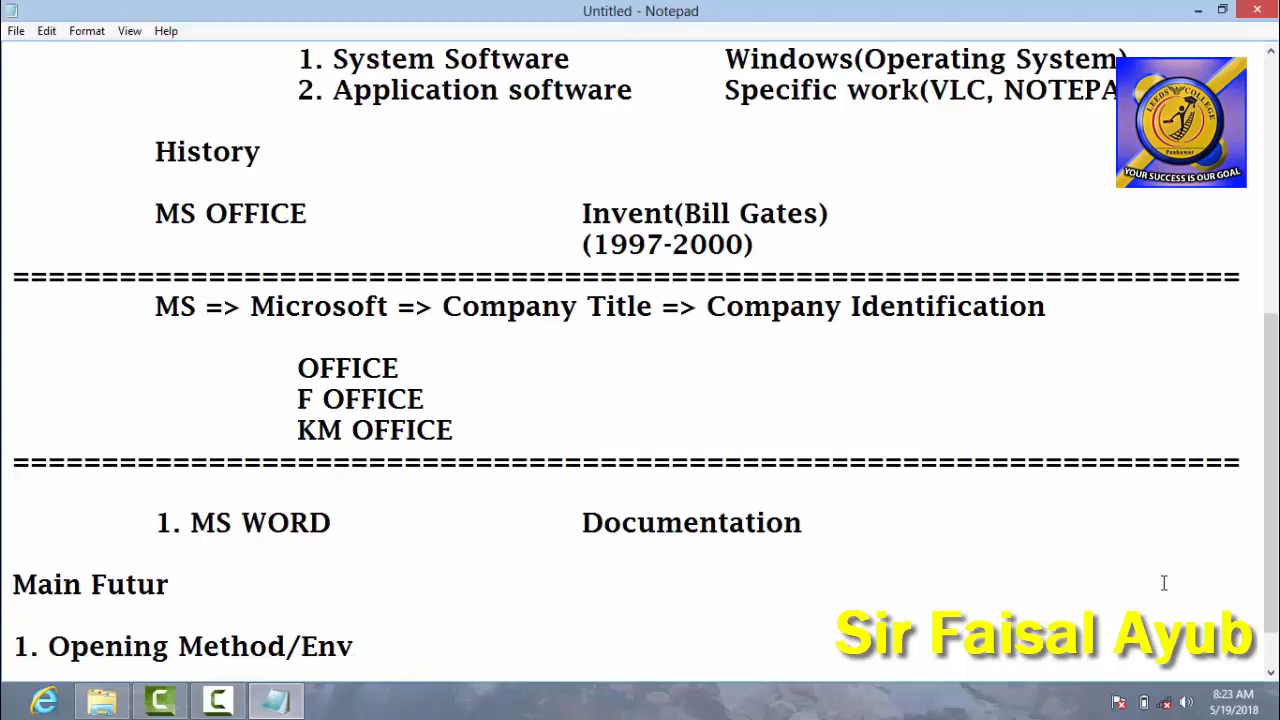 Untitled - Notepad
File Edit Format View Help
1. System Software Windows(Operating System)
2. Application software Specific work(VLC, NOTEPA
LEEDS COLLEGE
Peshawar
YOUR SUCCESS IS OUR GOAL
History
MS OFFICE Invent(Bill Gates)
(1997-2000)
=====================================================================================
MS => Microsoft => Company Title => Company Identification
OFFICE
F OFFICE
KM OFFICE
=====================================================================================
1. MS WORD Documentation
Main Futur
Sir Faisal Ayub
1. Opening Method/Env
8:23 AM
5/19/2018